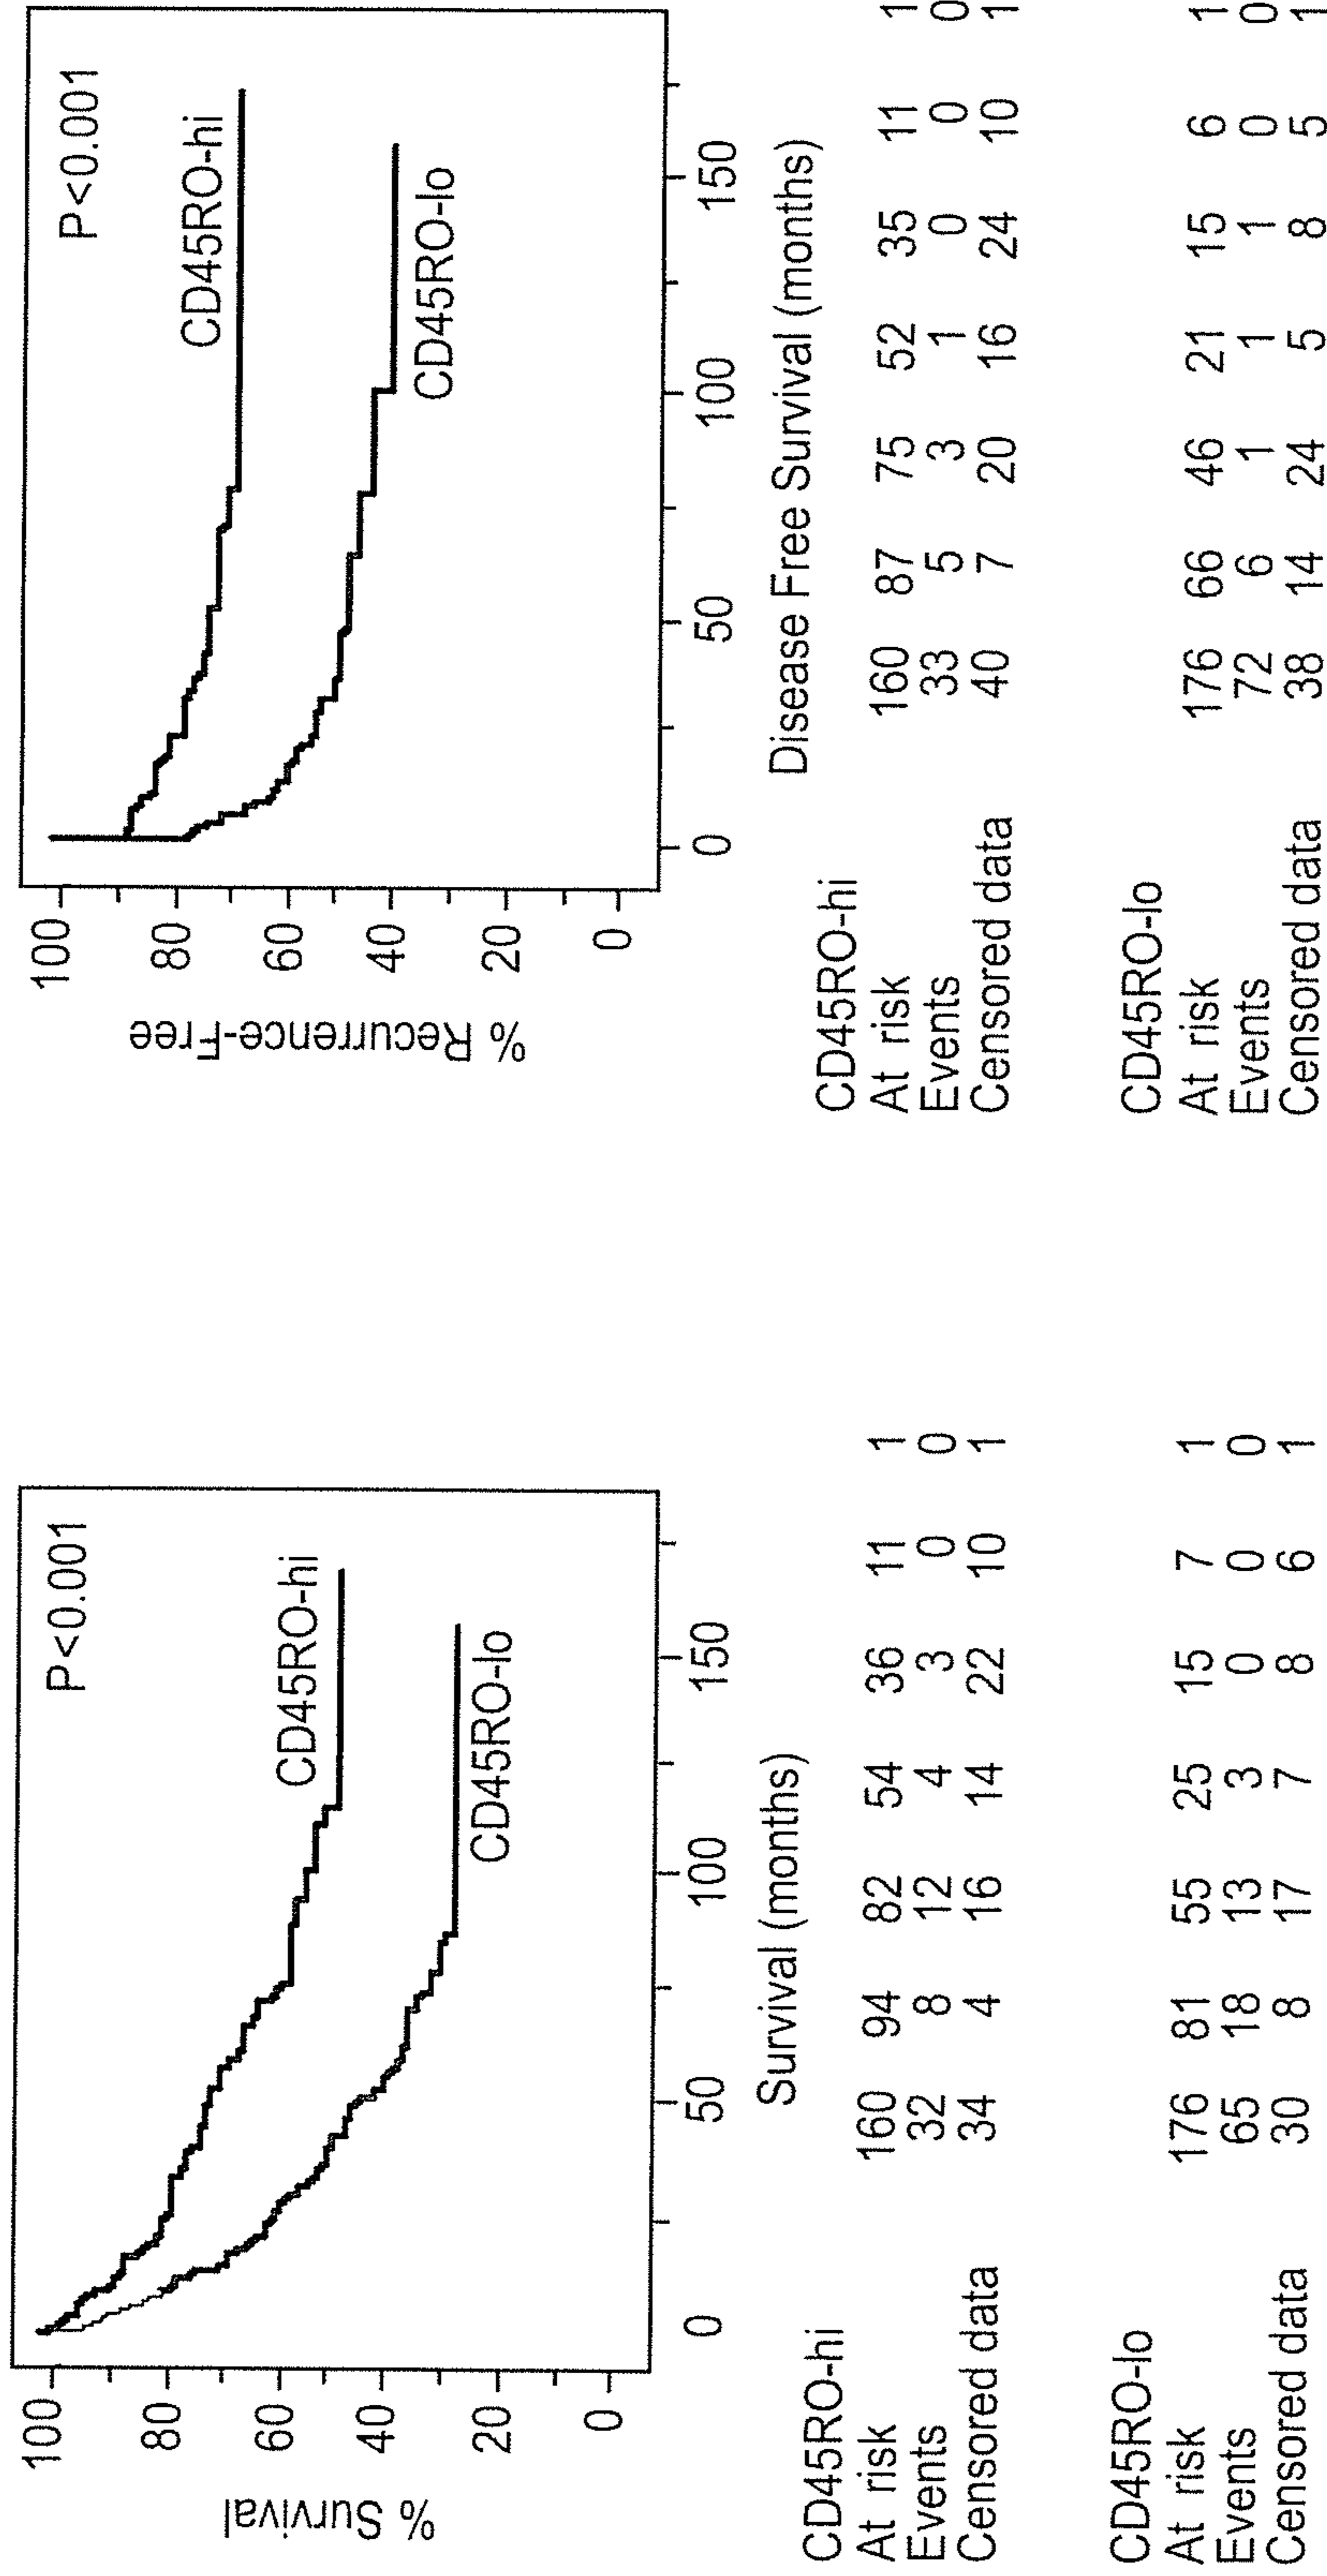 100
80
60
40
20
0
% Survival
P<0.001
CD45RO-hi
CD45RO-lo
0 50 100 150
Survival (months)
CD45RO-hi
At risk 160 94 82 54 36 11 1
Events 32 8 12 4 3 0 0
Censored data 34 4 16 14 22 10 1
CD45RO-lo
At risk 176 81 55 25 15 7 1
Events 65 18 13 3 0 0 0
Censored data 30 8 17 7 8 6 1
100
80
60
40
20
0
% Recurrence-Free
P<0.001
CD45RO-hi
CD45RO-lo
0 50 100 150
Disease Free Survival (months)
CD45RO-hi
At risk 160 87 75 52 35 11 1
Events 33 5 3 1 0 0 0
Censored data 40 7 20 16 24 10 1
CD45RO-lo
At risk 176 66 46 21 15 6 1
Events 72 6 1 1 1 0 0
Censored data 38 14 24 5 8 5 1